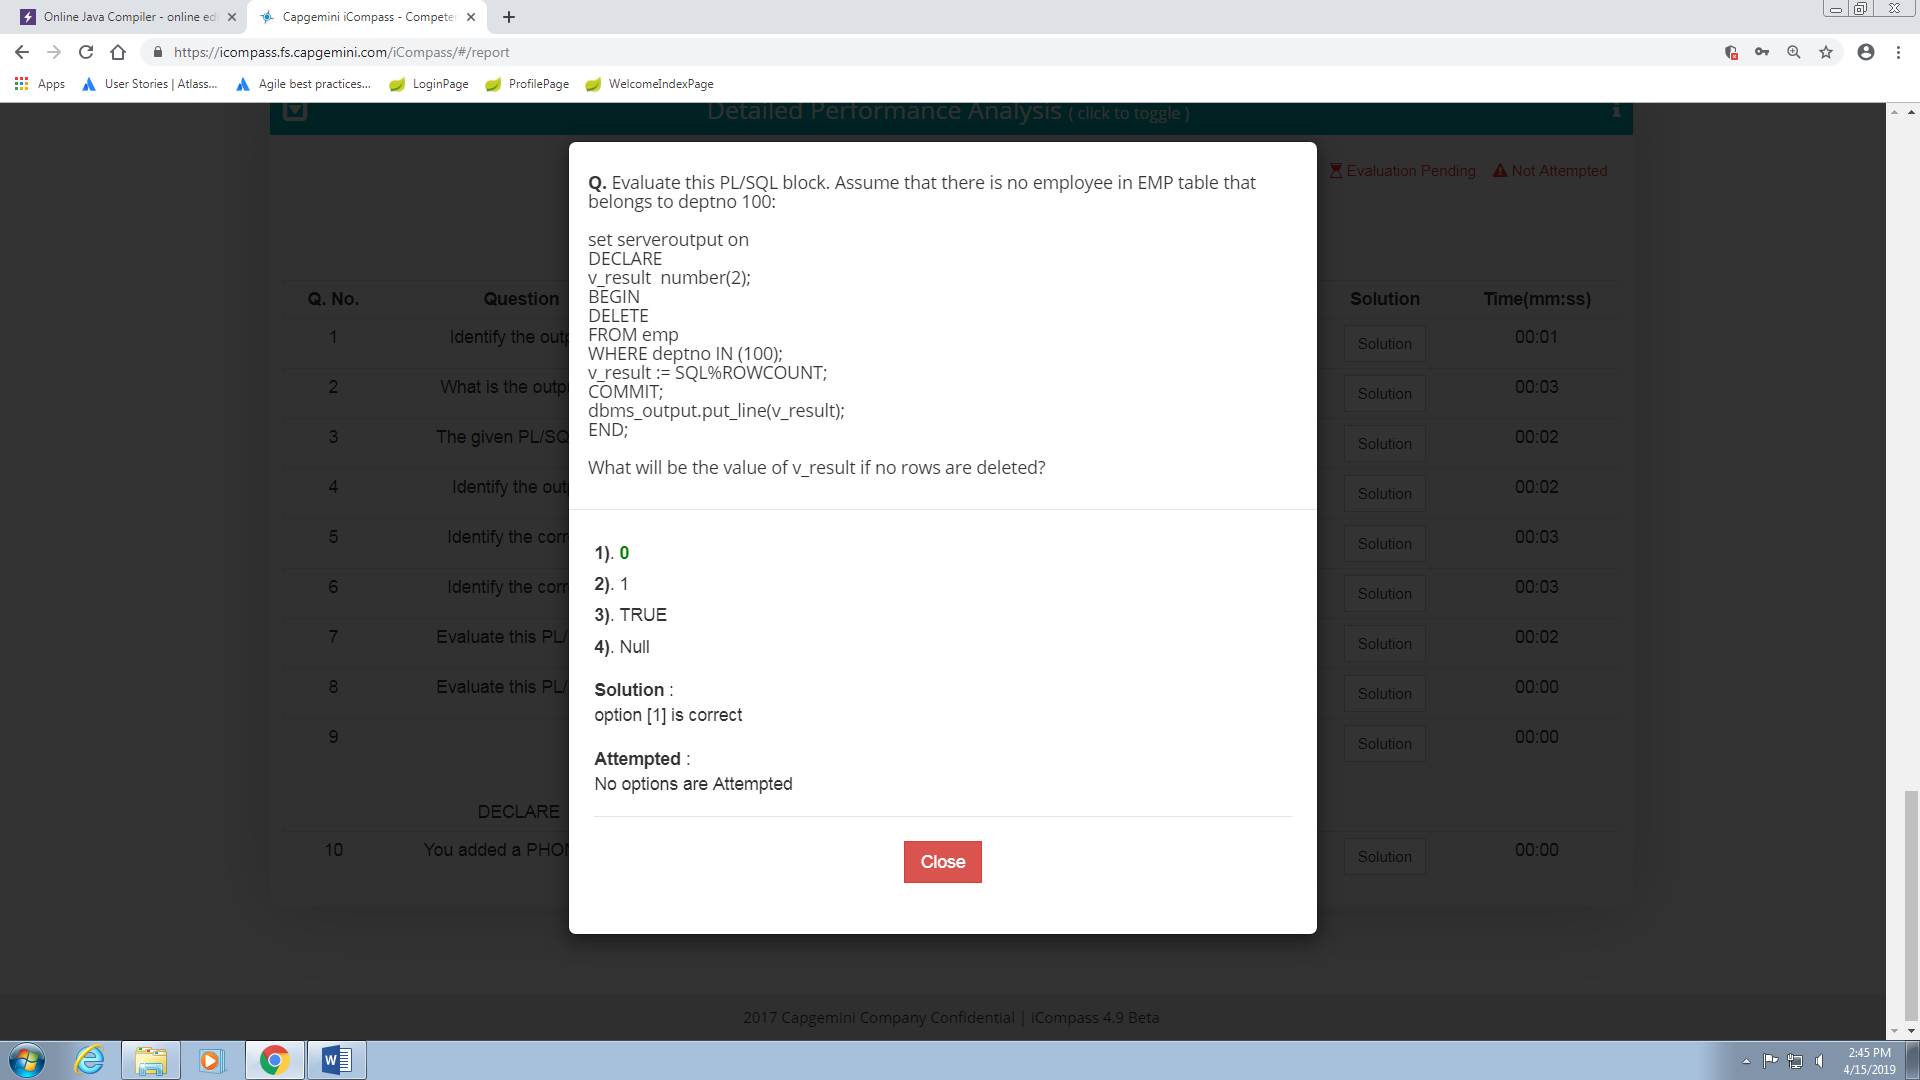 Online Java Compiler - online ed
Capgemini iCompass - Compete
https://icompass.fs.capgemini.com/iCompass/#/report
Apps
User Stories | Atlass...
Agile best practices...
LoginPage
ProfilePage
WelcomeIndexPage
Detailed Performance Analysis ( click to toggle )
Evaluation Pending
Not Attempted
Q. Evaluate this PL/SQL block. Assume that there is no employee in EMP table that
belongs to deptno 100:
set serveroutput on
DECLARE
v_result number(2);
BEGIN
DELETE
FROM emp
WHERE deptno IN (100);
v_result := SQL%ROWCOUNT;
COMMIT;
dbms_output.put_line(v_result);
END;
What will be the value of v_result if no rows are deleted?
1). 0
2). 1
3). TRUE
4). Null
Solution :
option [1] is correct
Attempted :
No options are Attempted
Close
Q. No. Question Solution Time(mm:ss)
1 Identify the out Solution 00:01
2 What is the outp Solution 00:03
3 The given PL/SQ Solution 00:02
4 Identify the out Solution 00:02
5 Identify the corr Solution 00:03
6 Identify the corr Solution 00:03
7 Evaluate this PL/ Solution 00:02
8 Evaluate this PL/ Solution 00:00
9 Solution 00:00
DECLARE
10 You added a PHO Solution 00:00
2017 Capgemini Company Confidential | iCompass 4.9 Beta
2:45 PM
4/15/2019